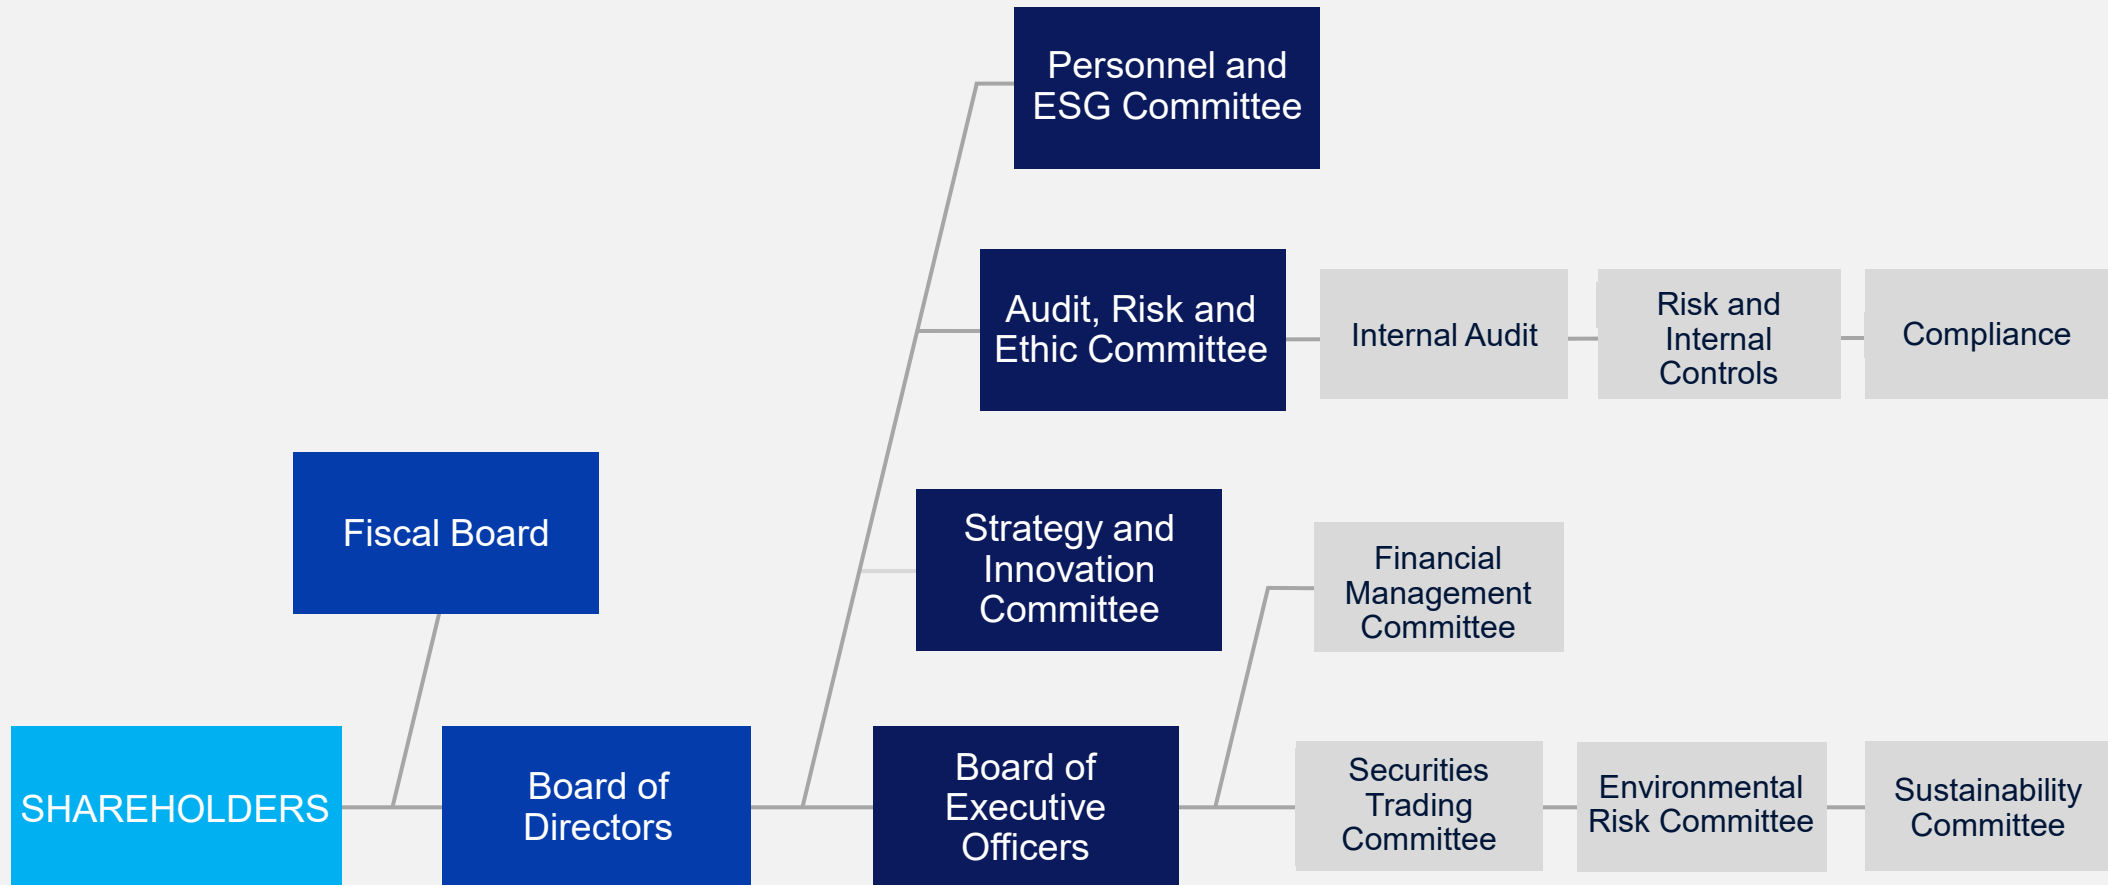 Personnel and
ESG Committee
Audit, Risk and
Ethic Committee
Internal Audit
Risk and
Internal
Controls
Compliance
Fiscal Board
Strategy and
Innovation
Committee
Financial
Management
Committee
SHAREHOLDERS
Board of
Directors
Board of
Executive
Officers
Securities
Trading
Committee
Environmental
Risk Committee
Sustainability
Committee